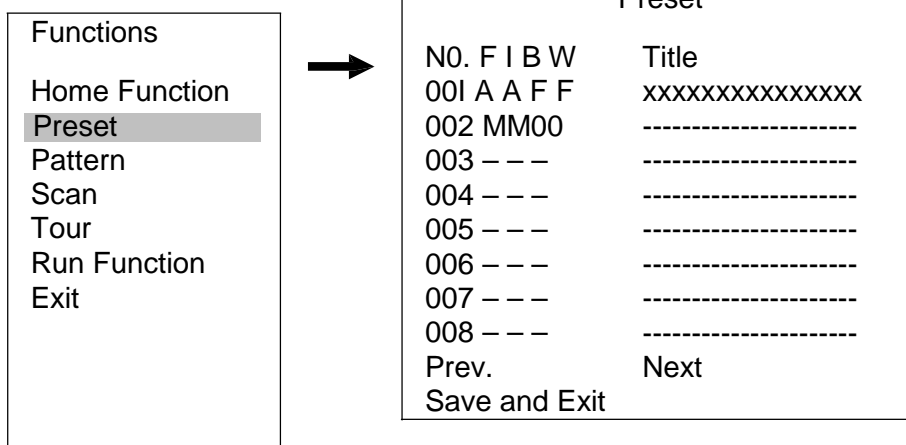 Functions
Home Function
Preset
Pattern
Scan
Tour
Run Function
Exit
Preset
N0. F I B W Title
00I A A F F xxxxxxxxxxxxxxx
002 MM00 ----------------------
003 – – – ----------------------
004 – – – ----------------------
005 – – – ----------------------
006 – – – ----------------------
007 – – – ----------------------
008 – – – ----------------------
Prev. Next
Save and Exit